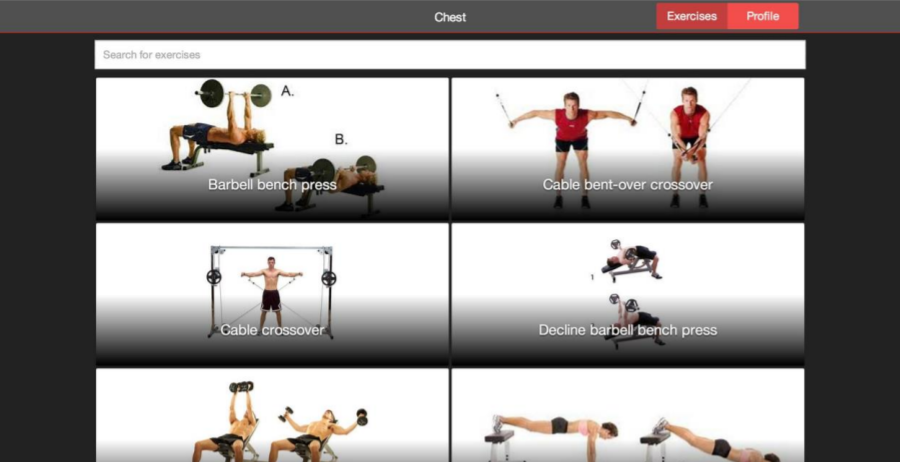 Chest
Exercises
Profile
Search for exercises
A.
B.
Barbell bench press
Cable bent-over crossover
Cable crossover
1
Decline barbell bench press